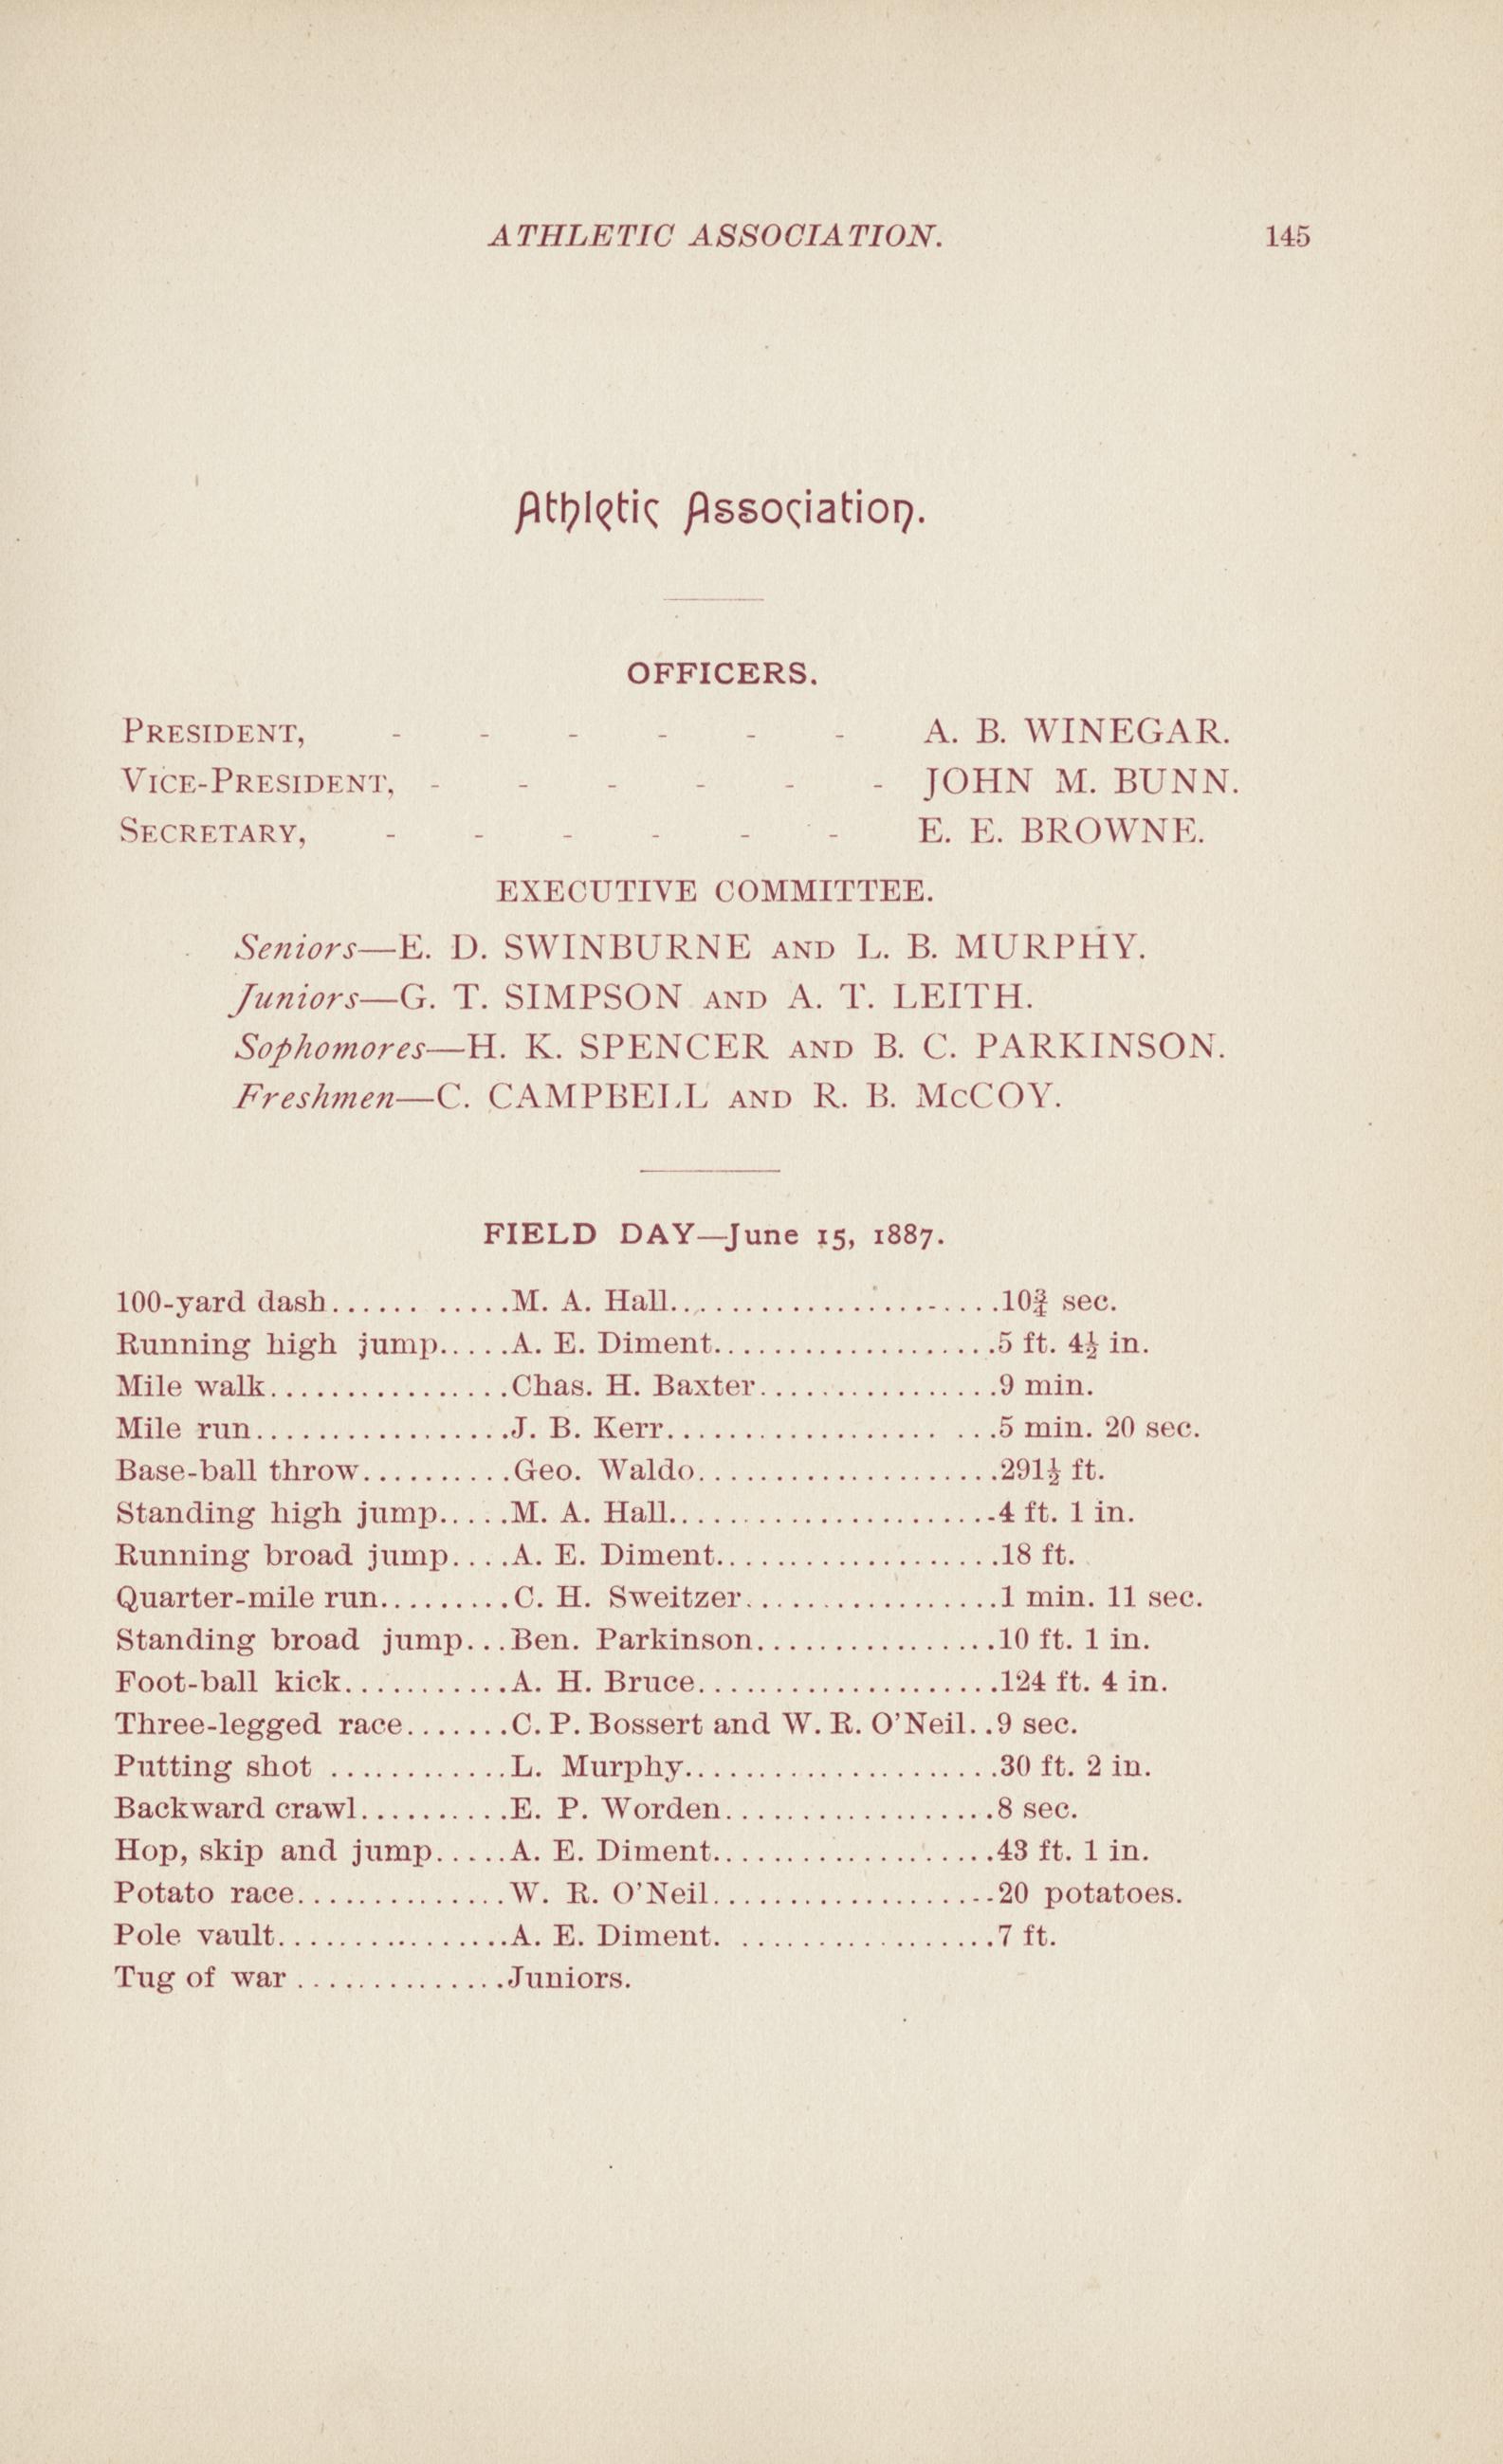 ATHLETIC ASSOCIATION. 145
Athletic Association.
OFFICERS.
PRESIDENT, - - - - - - A. B. WINEGAR.
VICE-PRESIDENT, - - - - - - JOHN M. BUNN.
SECRETARY, - - - - - - E. E. BROWNE.
EXECUTIVE COMMITTEE.
Seniors—E. D. SWINBURNE AND L. B. MURPHY.
Juniors—G. T. SIMPSON AND A. T. LEITH.
Sophomores—H. K. SPENCER AND B. C. PARKINSON.
Freshmen—C. CAMPBELL AND R. B. McCOY.
FIELD DAY—June 15, 1887.
100-yard dash...........M. A. Hall.....................10¾ sec.
Running high jump.....A. E. Diment...................5 ft. 4½ in.
Mile walk................Chas. H. Baxter................9 min.
Mile run.................J. B. Kerr.....................5 min. 20 sec.
Base-ball throw..........Geo. Waldo....................291½ ft.
Standing high jump.....M. A. Hall.....................4 ft. 1 in.
Running broad jump....A. E. Diment...................18 ft.
Quarter-mile run.........C. H. Sweitzer.................1 min. 11 sec.
Standing broad jump...Ben. Parkinson................10 ft. 1 in.
Foot-ball kick...........A. H. Bruce....................124 ft. 4 in.
Three-legged race.......C. P. Bossert and W. R. O'Neil..9 sec.
Putting shot ............L. Murphy.....................30 ft. 2 in.
Backward crawl..........E. P. Worden..................8 sec.
Hop, skip and jump.....A. E. Diment...................43 ft. 1 in.
Potato race..............W. R. O'Neil...................20 potatoes.
Pole vault................A. E. Diment. .................7 ft.
Tug of war ..............Juniors.